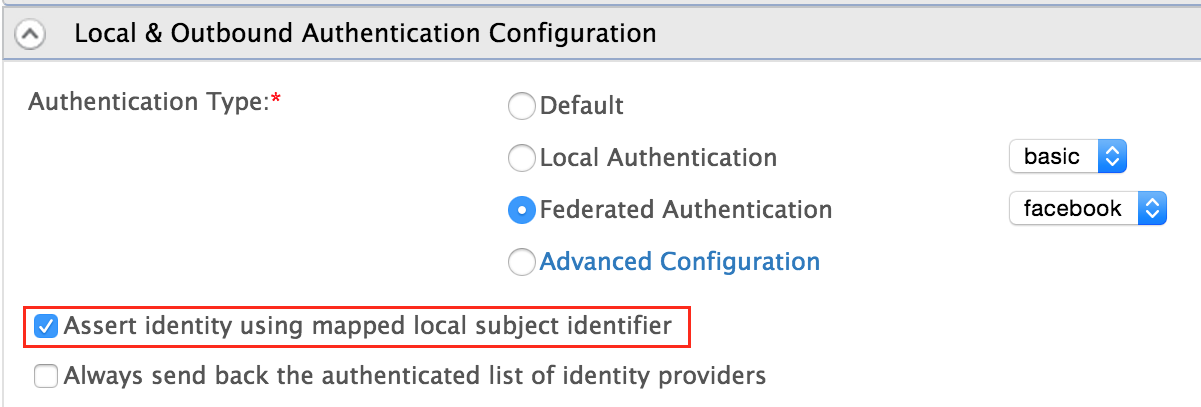 Local & Outbound Authentication Configuration
Authentication Type:*
Default
Local Authentication basic
Federated Authentication facebook
Advanced Configuration
Assert identity using mapped local subject identifier
Always send back the authenticated list of identity providers